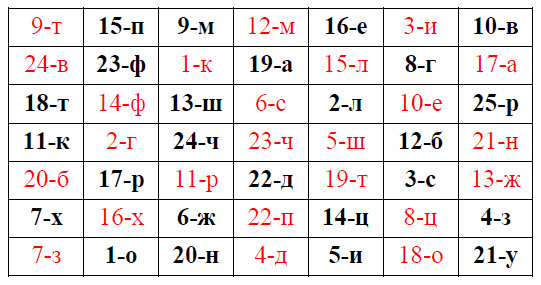 9-т 15-п 9-м 12-м 16-е 3-и 10-в
24-в 23-ф 1-к 19-а 15-л 8-г 17-а
18-т 14-ф 13-ш 6-с 2-л 10-е 25-р
11-к 2-г 24-ч 23-ч 5-ш 12-б 21-н
20-б 17-р 11-р 22-д 19-т 3-с 13-ж
7-х 16-х 6-ж 22-п 14-ц 8-ц 4-з
7-з 1-о 20-н 4-д 5-и 18-о 21-у